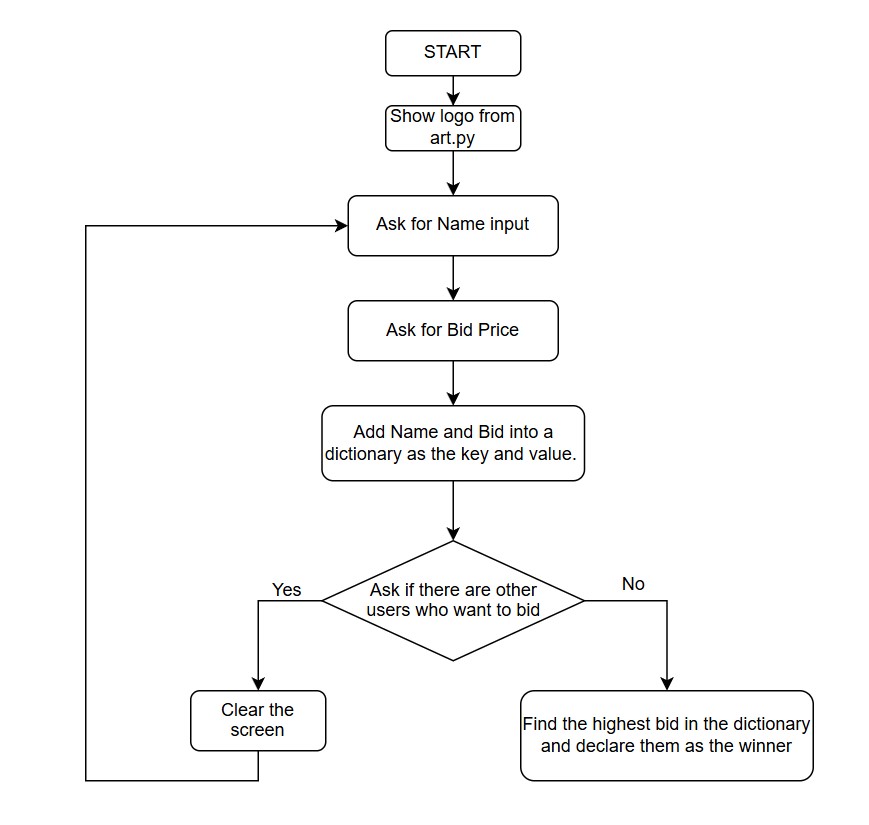 START
Show logo from
art.py
Ask for Name input
Ask for Bid Price
Add Name and Bid into a
dictionary as the key and value.
Ask if there are other
users who want to bid
Yes
No
Clear the
screen
Find the highest bid in the dictionary
and declare them as the winner